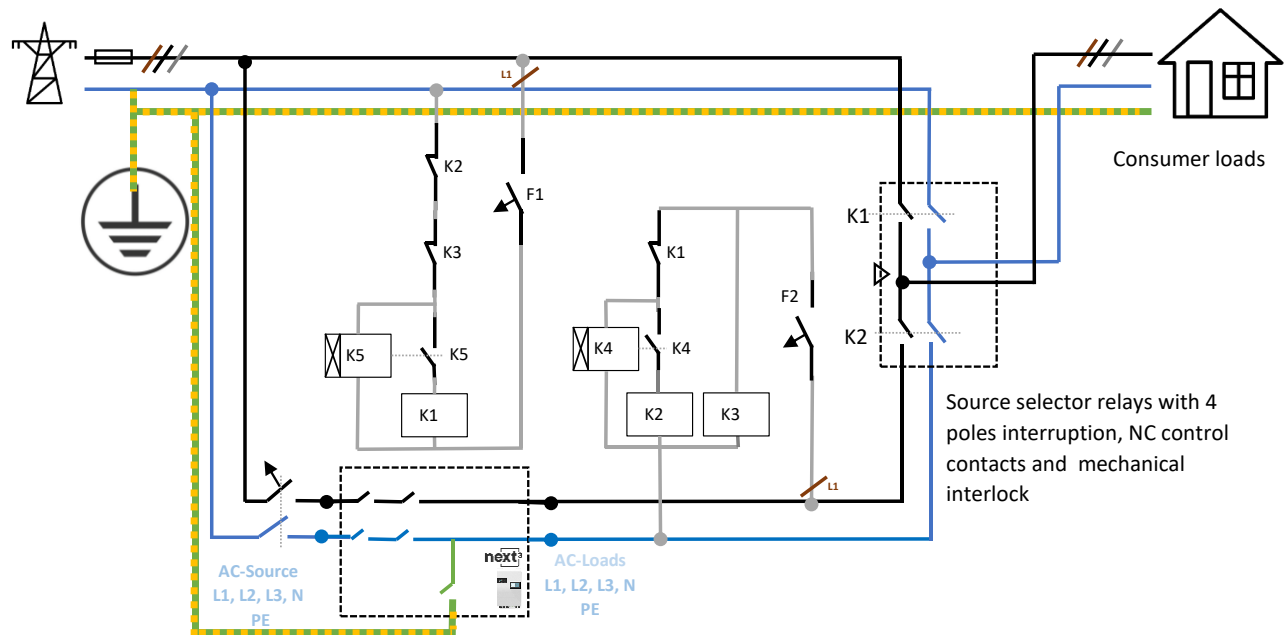 L1
Consumer loads
K2
F1
K3
K1
K1
F2
K5
K5
K4
K4
K2
K1
K2
K3
Source selector relays with 4
poles interruption, NC control
contacts and mechanical
interlock
L1
next3
AC-Source
L1, L2, L3, N
PE
AC-Loads
L1, L2, L3, N
PE